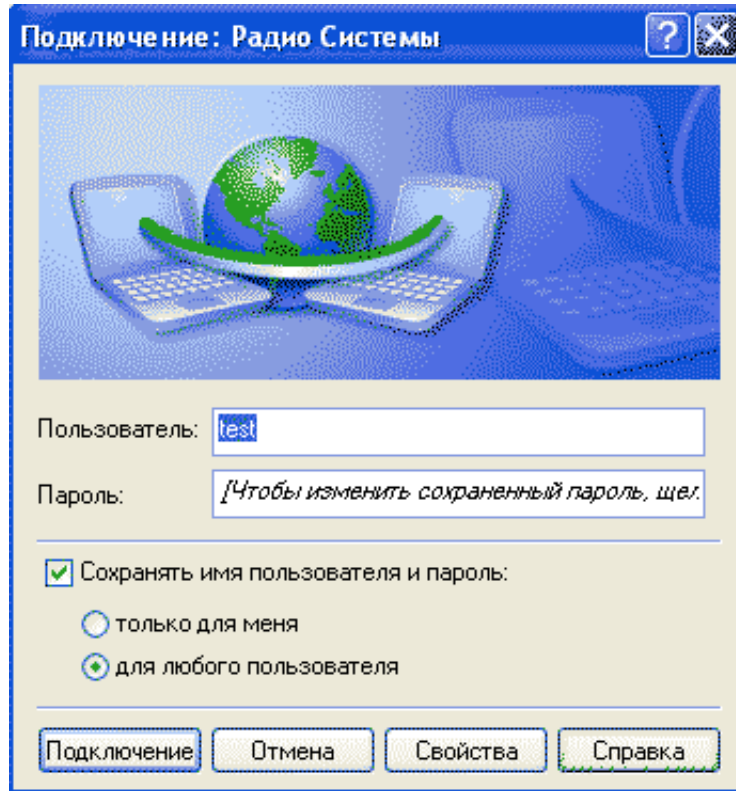 Подключение: Радио Системы
Пользователь: test
Пароль: [Чтобы изменить сохраненный пароль, щел
Сохранять имя пользователя и пароль:
только для меня
для любого пользователя
Подключение Отмена Свойства Справка